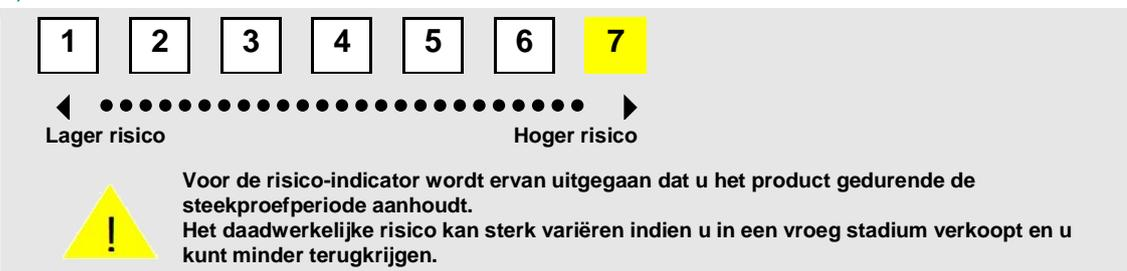 1 2 3 4 5 6 7
Lager risico Hoger risico
Voor de risico-indicator wordt ervan uitgegaan dat u het product gedurende de
steekproefperiode aanhoudt.
!
Het daadwerkelijke risico kan sterk variëren indien u in een vroeg stadium verkoopt en u
kunt minder terugkrijgen.